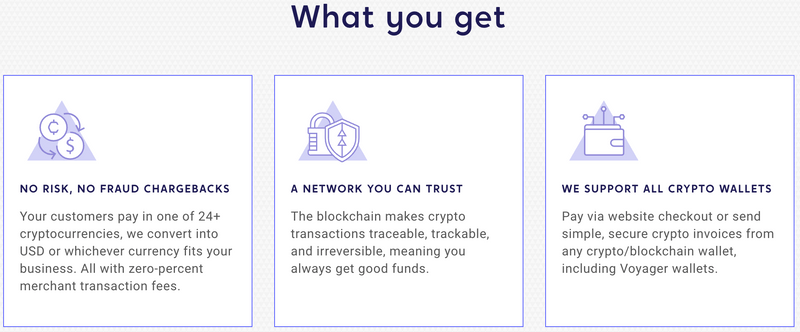 What you get
NO RISK, NO FRAUD CHARGEBACKS
Your customers pay in one of 24+
cryptocurrencies, we convert into
USD or whichever currency fits your
business. All with zero-percent
merchant transaction fees.
A NETWORK YOU CAN TRUST
The blockchain makes crypto
transactions traceable, trackable,
and irreversible, meaning you
always get good funds.
WE SUPPORT ALL CRYPTO WALLETS
Pay via website checkout or send
simple, secure crypto invoices from
any crypto/blockchain wallet,
including Voyager wallets.